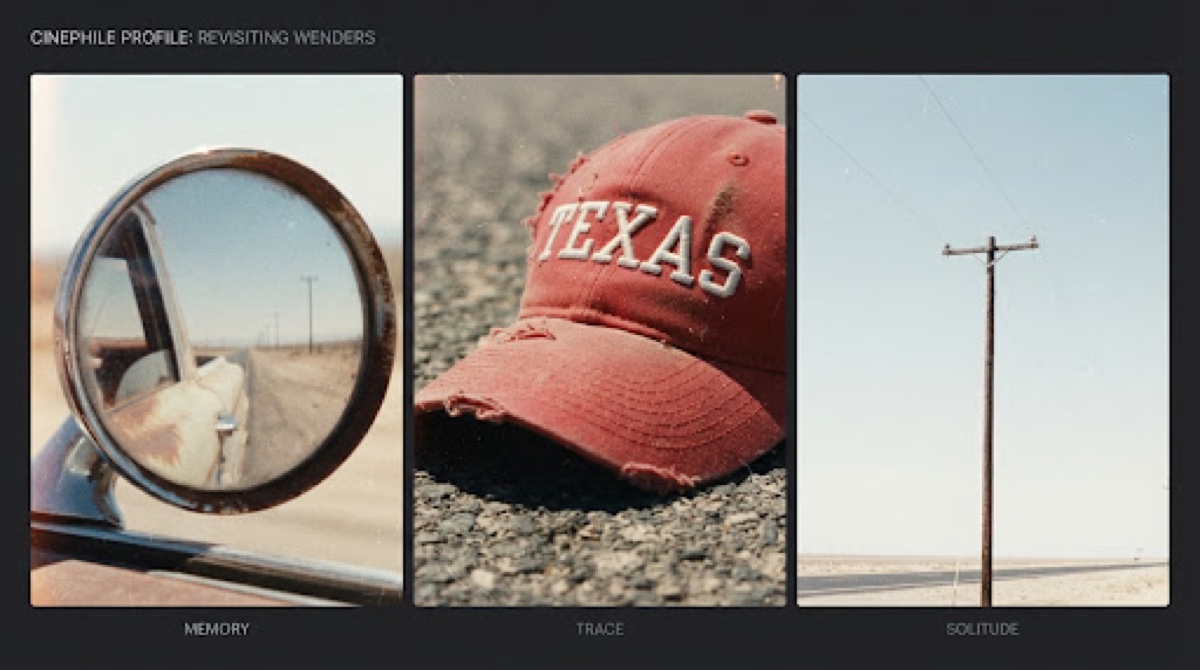 CINEPHILE PROFILE: REVISITING WENDERS
TEXAS
MEMORY
TRACE
SOLITUDE